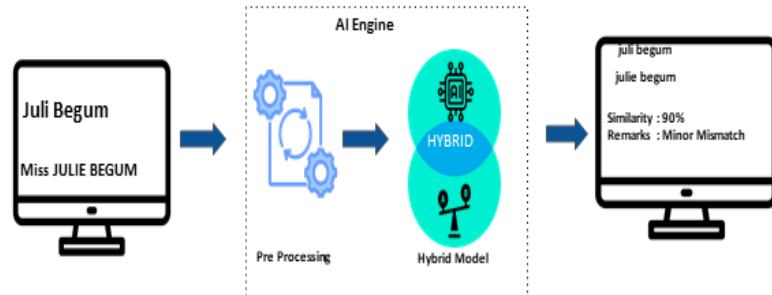 Juli Begum
Miss JULIE BEGUM
AI Engine
AI
HYBRID
Pre Processing
Hybrid Model
juli begum
julie begum
Similarity : 90%
Remarks : Minor Mismatch